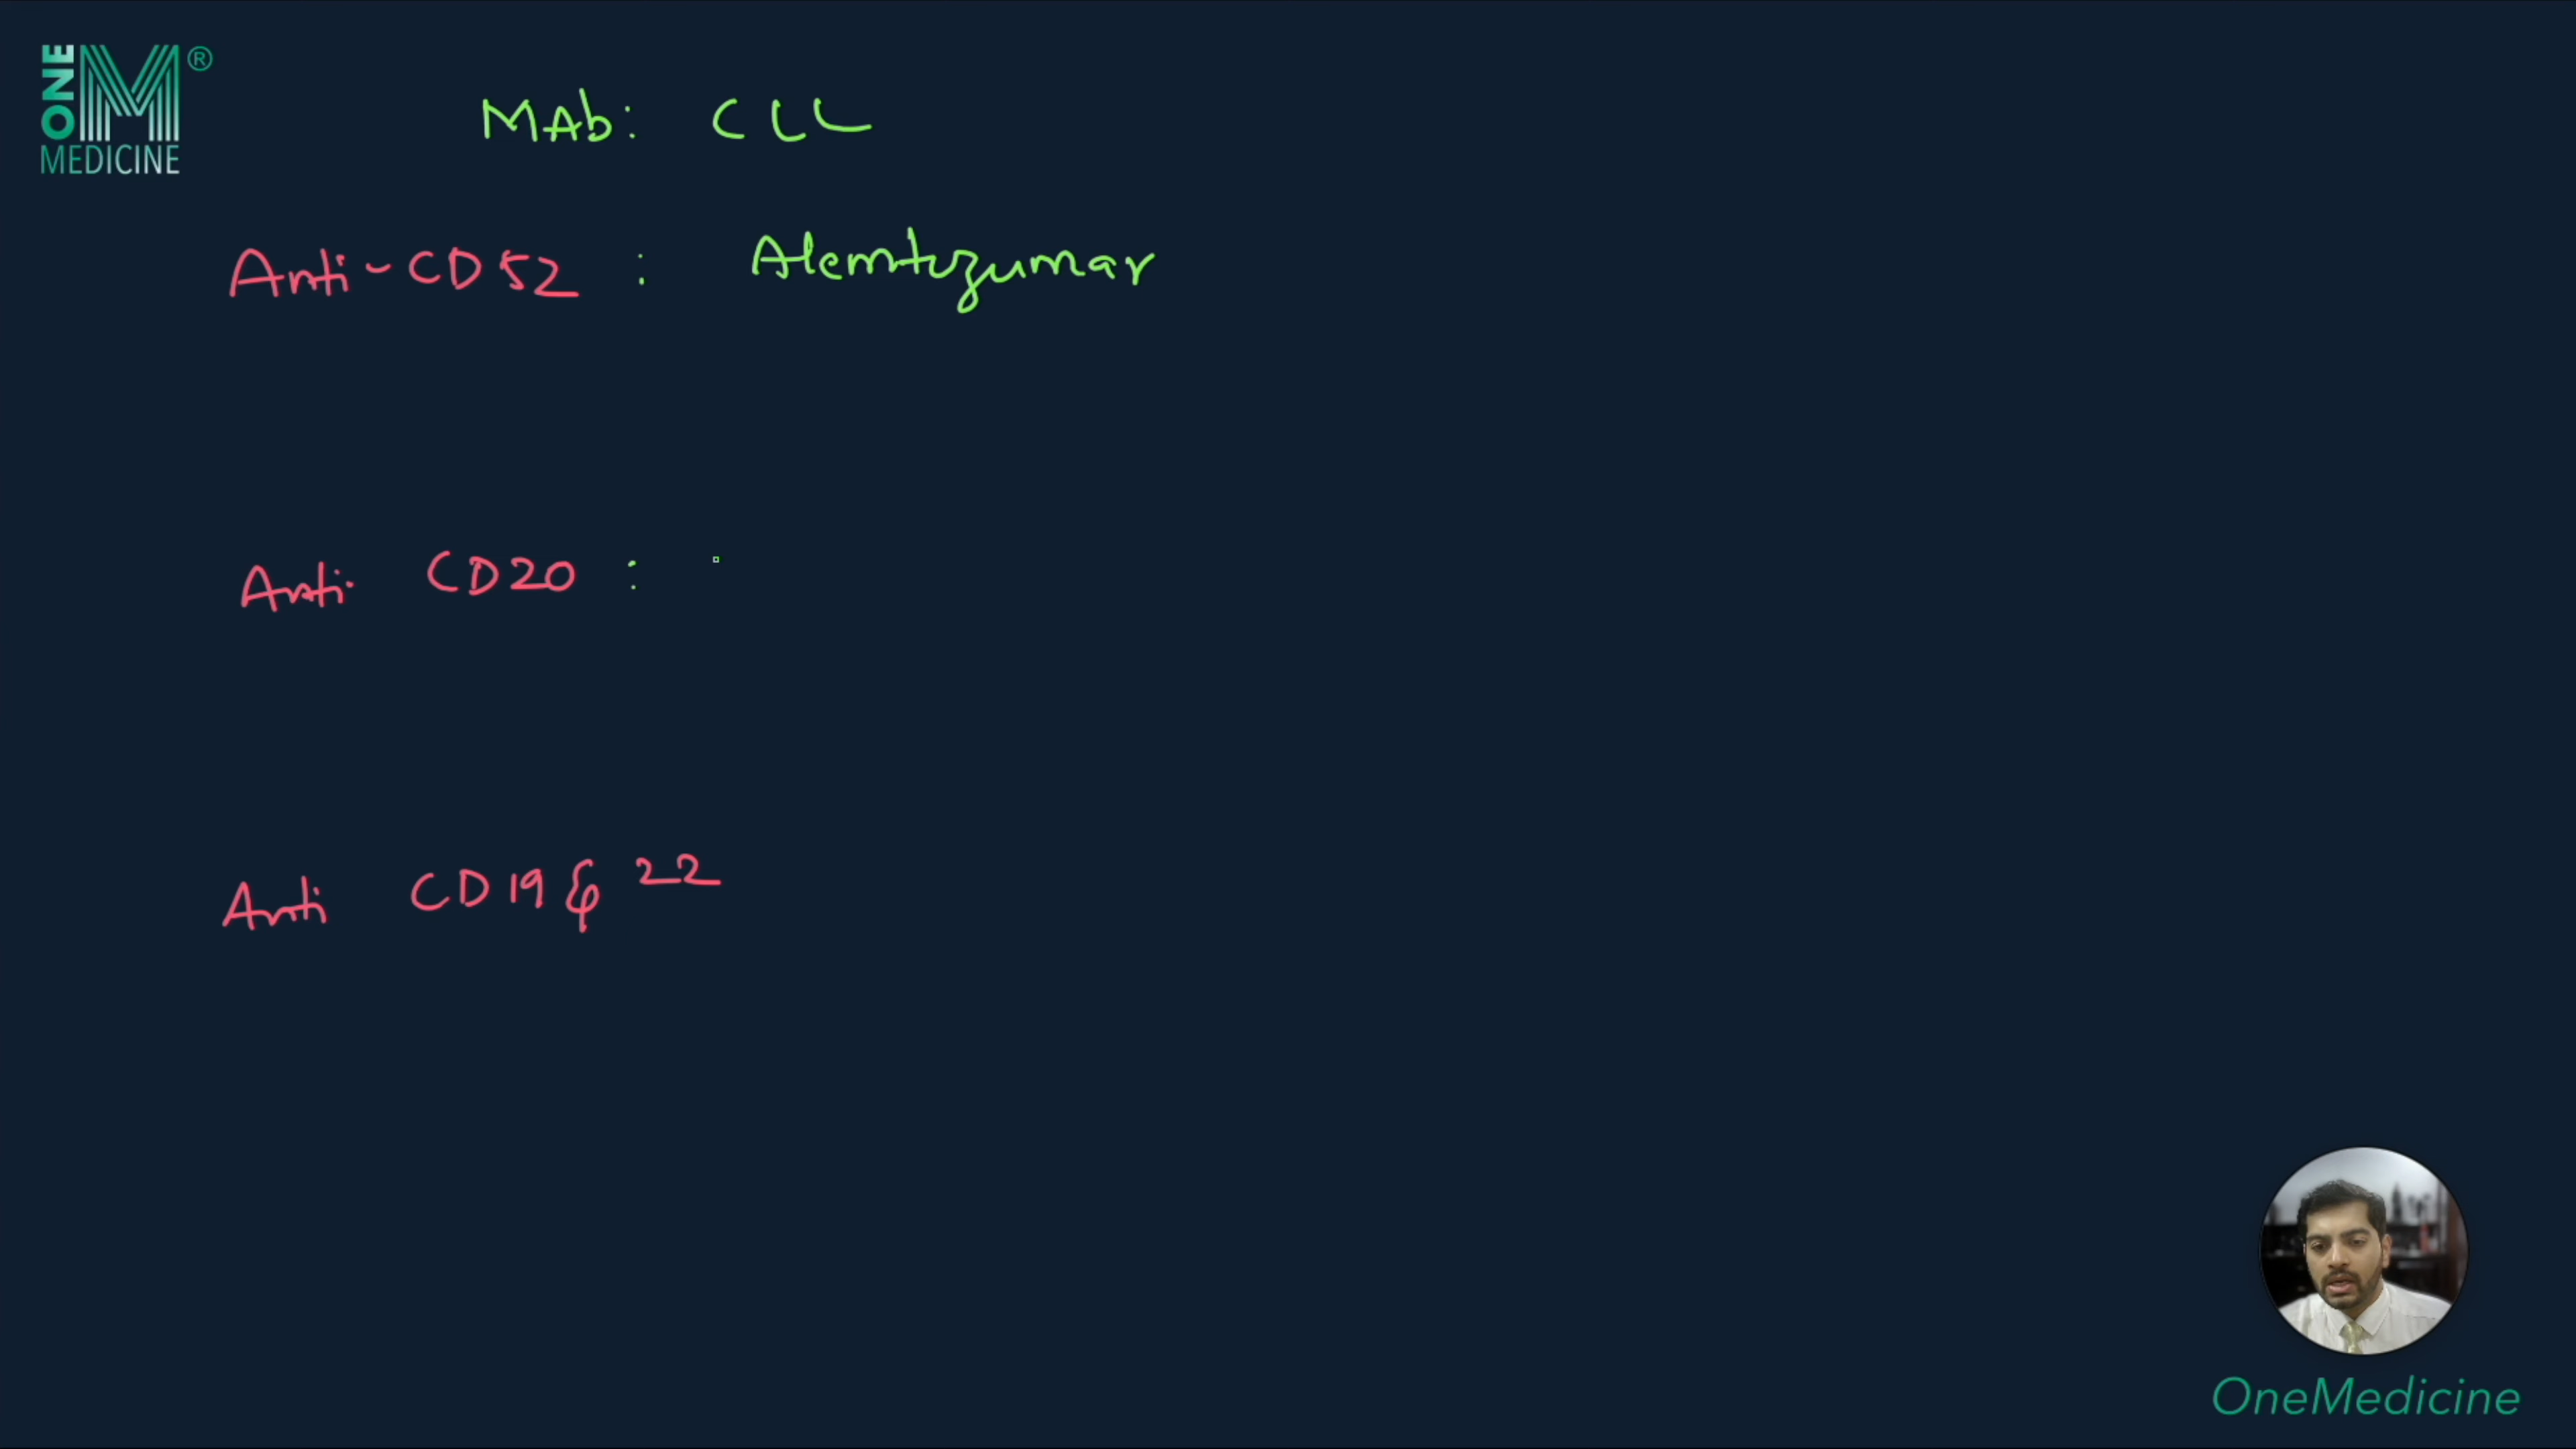 ONE M ®
MEDICINE
MAb: CLL
Anti-CD52 : Alemtuzumar
Anti- CD20 :
Anti CD19 & 22
OneMedicine